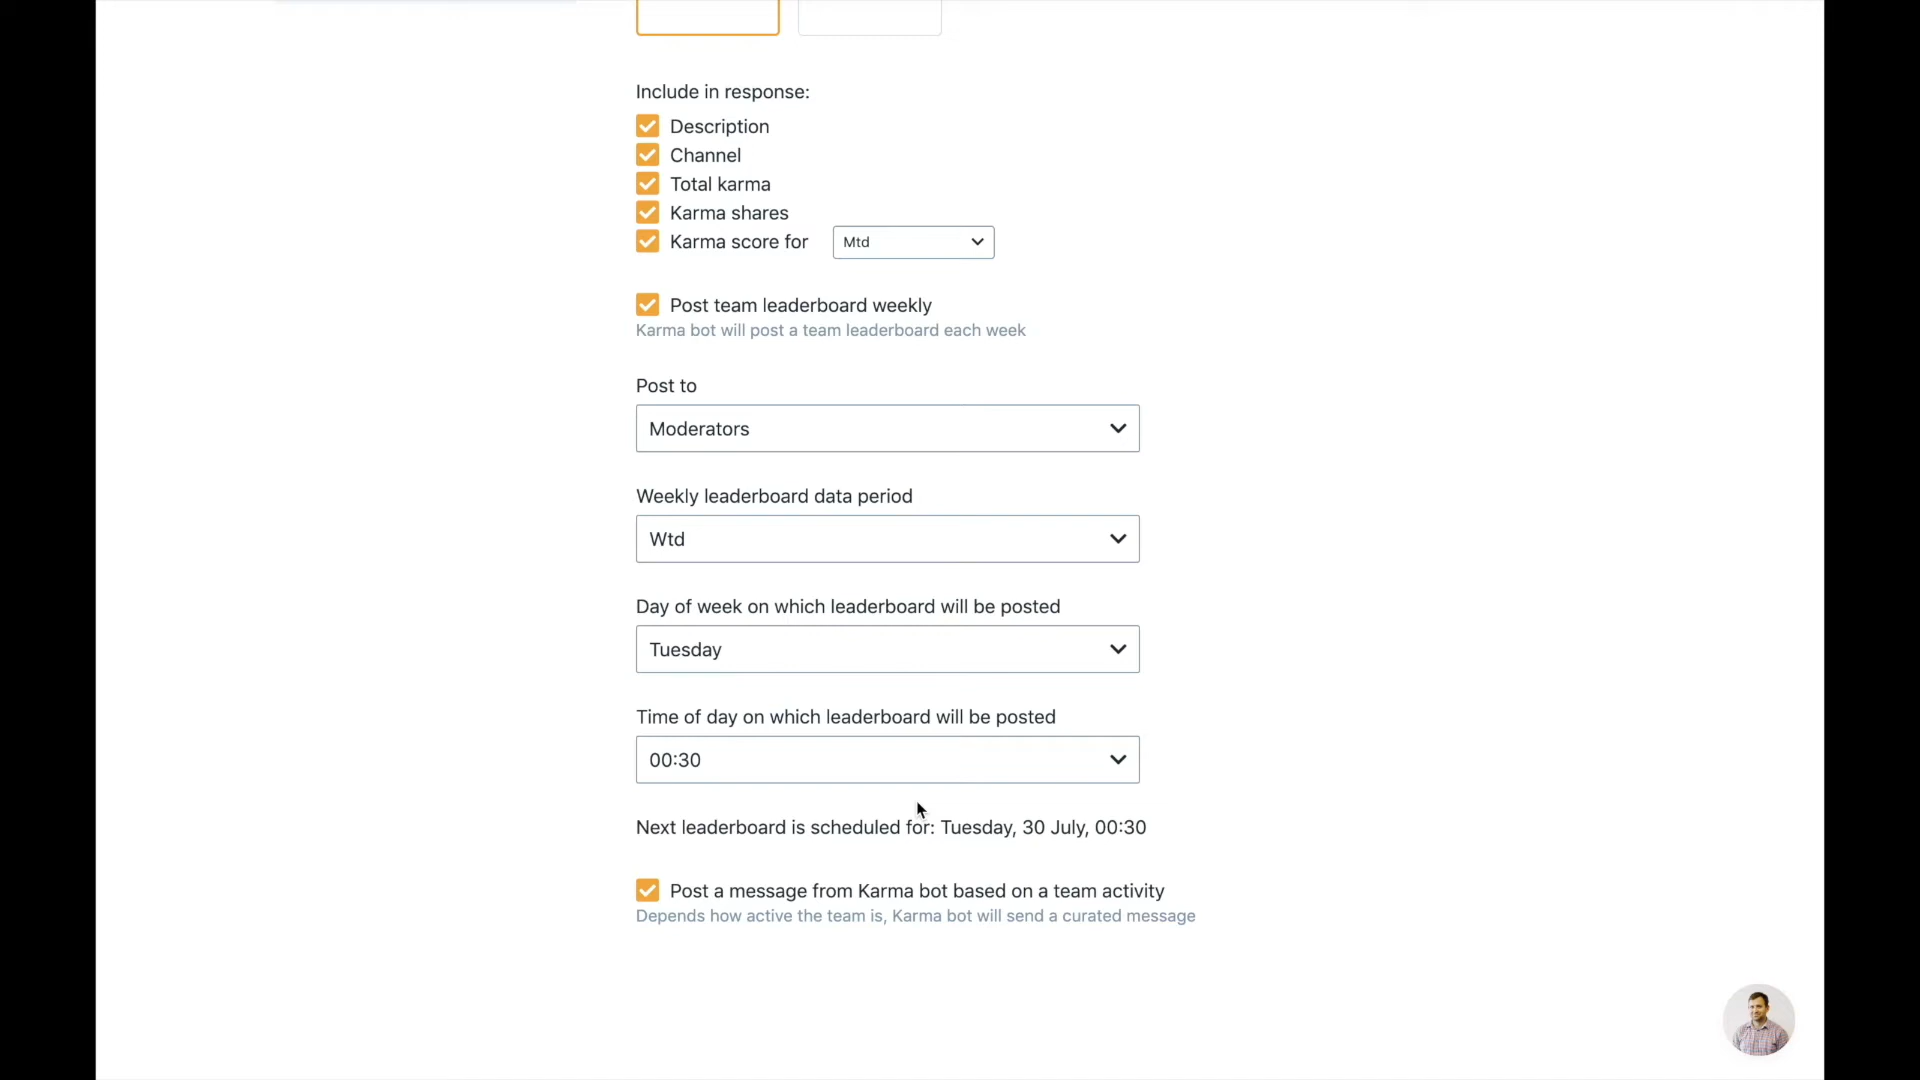 Include in response:
Description
Channel
Total karma
Karma shares
Karma score for Mtd
Post team leaderboard weekly
Karma bot will post a team leaderboard each week
Post to
Moderators
Weekly leaderboard data period
Wtd
Day of week on which leaderboard will be posted
Tuesday
Time of day on which leaderboard will be posted
00:30
Next leaderboard is scheduled for: Tuesday, 30 July, 00:30
Post a message from Karma bot based on a team activity
Depends how active the team is, Karma bot will send a curated message